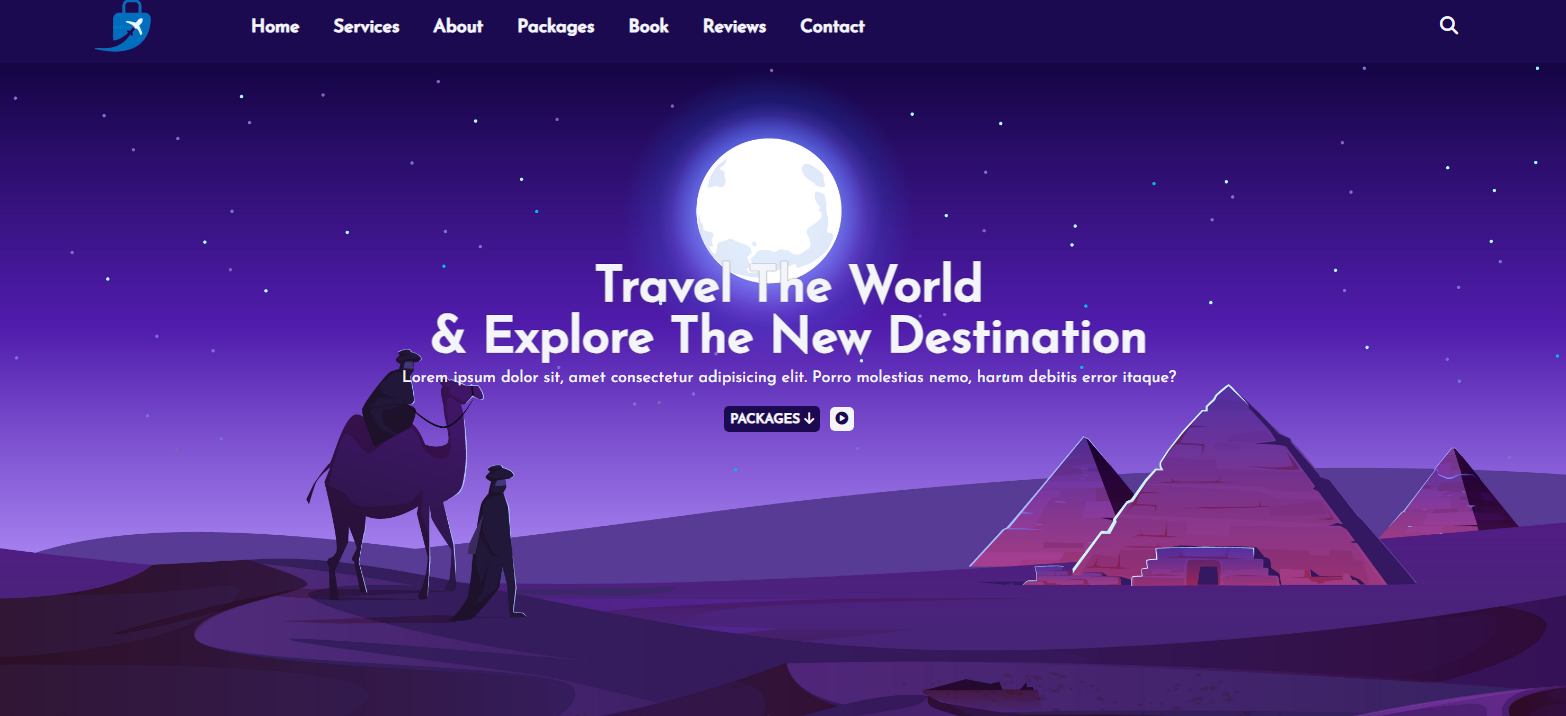 Home Services About Packages Book Reviews Contact
Travel The World
& Explore The New Destination
Lorem ipsum dolor sit, amet consectetur adipisicing elit. Porro molestias nemo, harum debitis error itaque?
PACKAGES